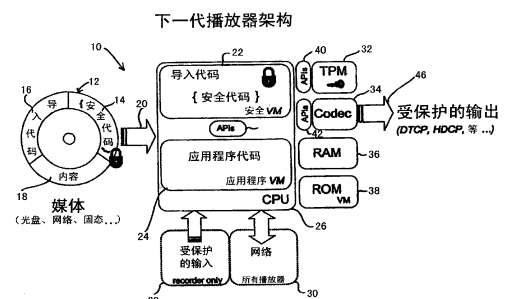 下一代播放器架构
10
22
40
32
导入代码
{ 安全代码 }
安全VM
APIs
TPM
46
34
APIs
Codec
42
受保护的输出
(DTCP, HDCP, 等 ...)
16
12
14
20
导入代码
{安全代码}
内容
18
媒体
(光盘、网络、固态...)
APIs
应用程序代码
应用程序 VM
CPU
24
26
RAM
36
ROM
VM
38
受保护
的输入
recorder only
网络
所有播放器
30